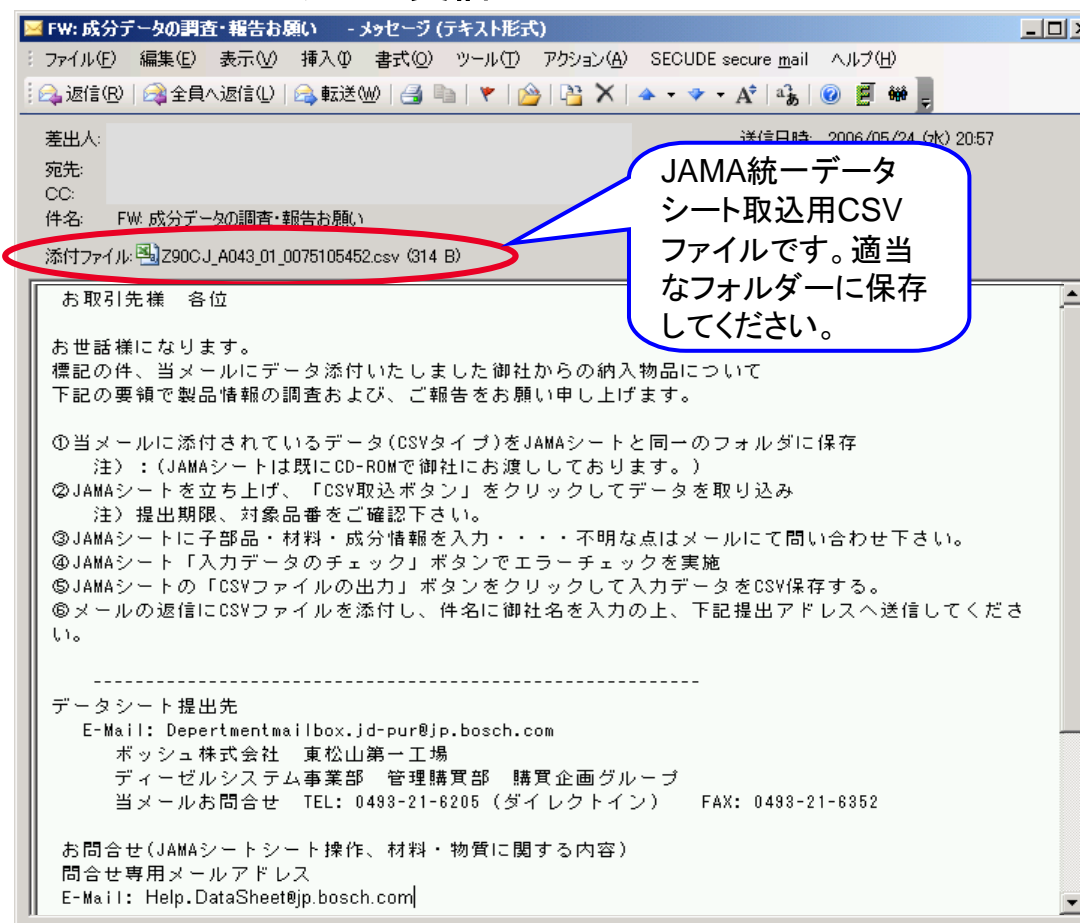 FW: 成分データの調査・報告お願い - メッセージ (テキスト形式)
ファイル(F) 編集(E) 表示(V) 挿入(I) 書式(O) ツール(T) アクション(A) SECUDE secure mail ヘルプ(H)
返信(R) 全員へ返信(L) 転送(W)
差出人: 送信日時: 2006/05/24 (水) 20:57
宛先:
CC:
件名: FW: 成分データの調査・報告お願い
添付ファイル: Z90CJ_A043_01_0075105452.csv (314 B)
JAMA統一データ
シート取込用CSV
ファイルです。適当
なフォルダーに保存
してください。
お取引先様 各位
お世話様になります。
標記の件、当メールにデータ添付いたしました御社からの納入物品について
下記の要領で製品情報の調査および、ご報告をお願い申し上げます。
①当メールに添付されているデータ(CSVタイプ)をJAMAシートと同一のフォルダに保存
注）：(JAMAシートは既にCD-ROMで御社にお渡ししております。)
②JAMAシートを立ち上げ、「CSV取込ボタン」をクリックしてデータを取り込み
注）提出期限、対象品番をご確認下さい。
③JAMAシートに子部品・材料・成分情報を入力・・・・不明な点はメールにて問い合わせ下さい。
④JAMAシート「入力データのチェック」ボタンでエラーチェックを実施
⑤JAMAシートの「CSVファイルの出力」ボタンをクリックして入力データをCSV保存する。
⑥メールの返信にCSVファイルを添付し、件名に御社名を入力の上、下記提出アドレスへ送信してくださ
い。
----------------------------------------------------------
データシート提出先
E-Mail: Depertmentmailbox.jd-pur@jp.bosch.com
ボッシュ株式会社 東松山第一工場
ディーゼルシステム事業部 管理購買部 購買企画グループ
当メールお問合せ TEL: 0493-21-6205 (ダイレクトイン) FAX: 0493-21-6352
お問合せ(JAMAシートシート操作、材料・物質に関する内容)
問合せ専用メールアドレス
E-Mail: Help.DataSheet@jp.bosch.com